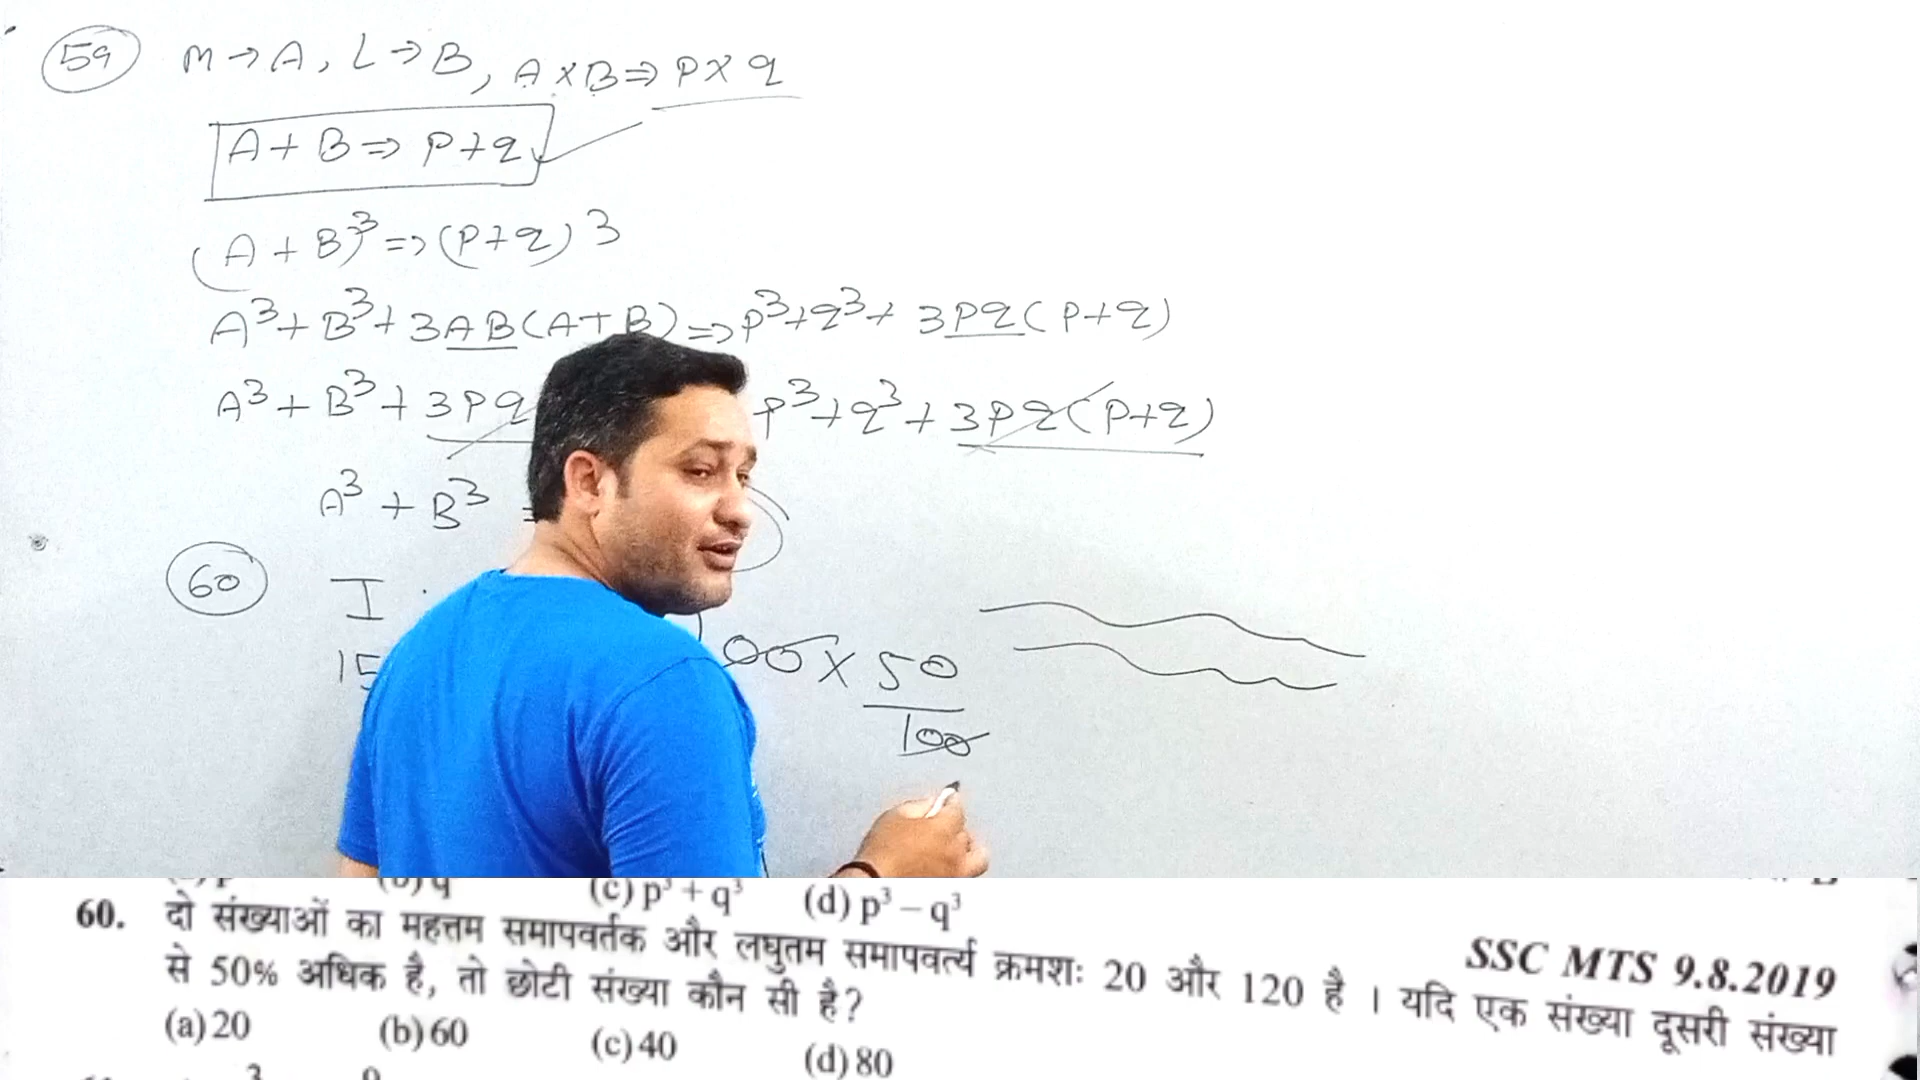 59 M→A, L→B, A×B⇒P×q
A+B⇒P+q
(A+B)³⇒(P+q)3
A³+B³+3AB(A+B)⇒P³+q³+3Pq(P+q)
A³+B³+3Pq P³+q³+3Pq(P+q)
A³+B³
60 I
15 00×50
100
(c) p³+q³ (d) p³–q³
SSC MTS 9.8.2019
60. दो संख्याओं का महत्तम समापवर्तक और लघुतम समापवर्त्य क्रमशः 20 और 120 है । यदि एक संख्या दूसरी संख्या
से 50% अधिक है, तो छोटी संख्या कौन सी है?
(a) 20 (b) 60 (c) 40 (d) 80